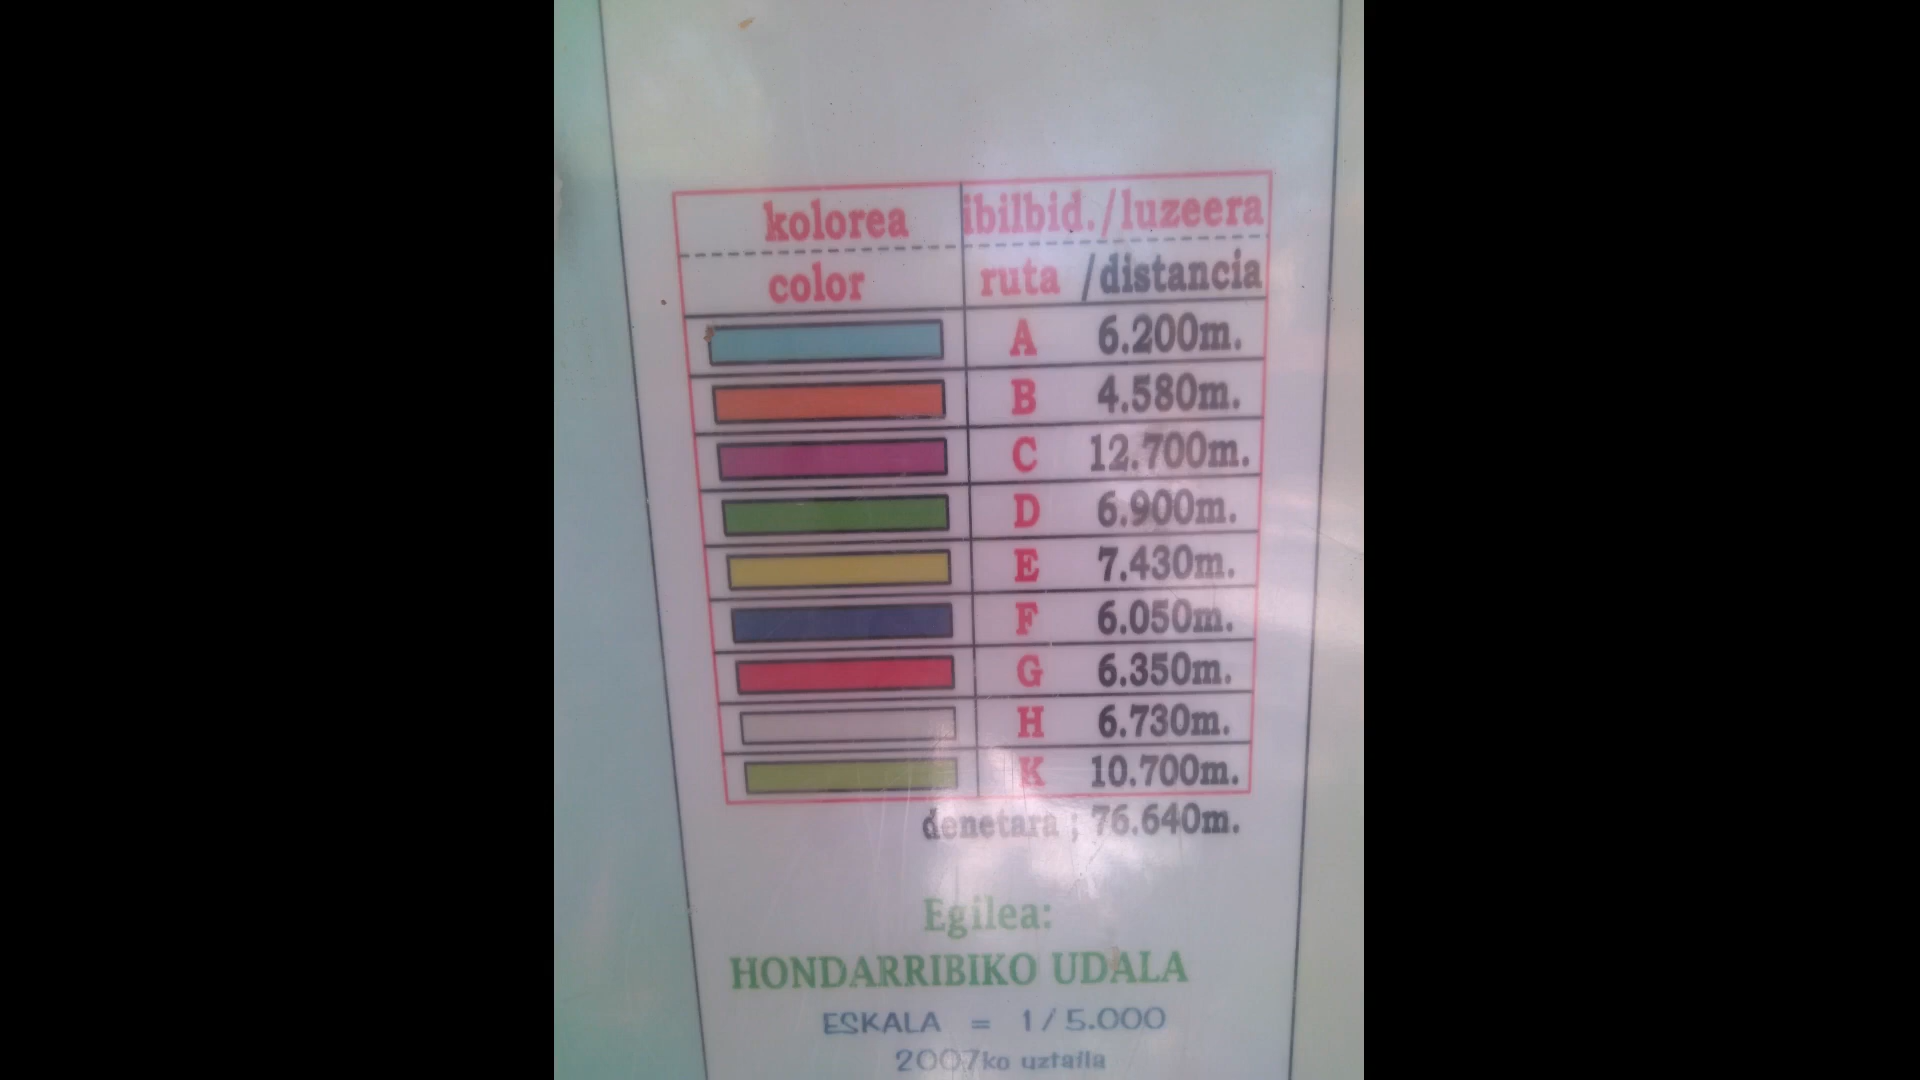 kolorea ibilbid./luzeera
color ruta /distancia
A 6.200m.
B 4.580m.
C 12.700m.
D 6.900m.
E 7.430m.
F 6.050m.
G 6.350m.
H 6.730m.
K 10.700m.
denetara ; 76.640m.
Egilea:
HONDARRIBIKO UDALA
ESKALA = 1/5.000
2007ko uztaila